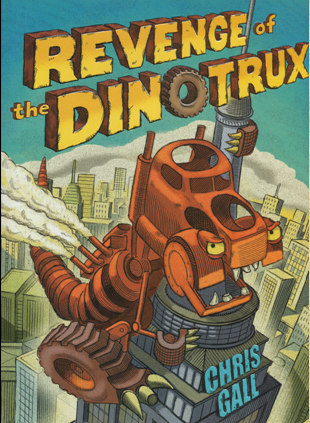 REVENGE of
the DINOTRUX
CHRIS
GALL